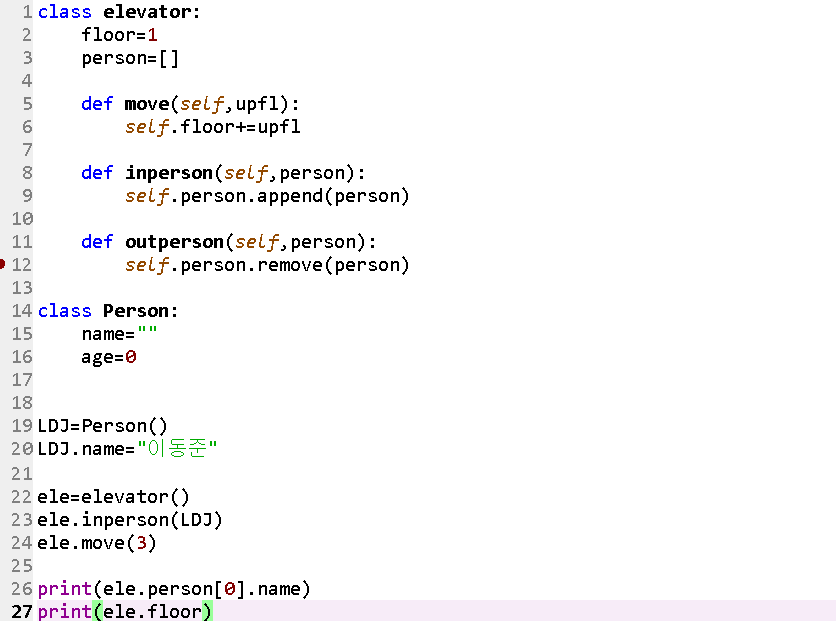 1 class elevator:
2     floor=1
3     person=[]
4
5     def move(self,upfl):
6         self.floor+=upfl
7
8     def inperson(self,person):
9         self.person.append(person)
10
11     def outperson(self,person):
12         self.person.remove(person)
13
14 class Person:
15     name=""
16     age=0
17
18
19 LDJ=Person()
20 LDJ.name="이동준"
21
22 ele=elevator()
23 ele.inperson(LDJ)
24 ele.move(3)
25
26 print(ele.person[0].name)
27 print(ele.floor)